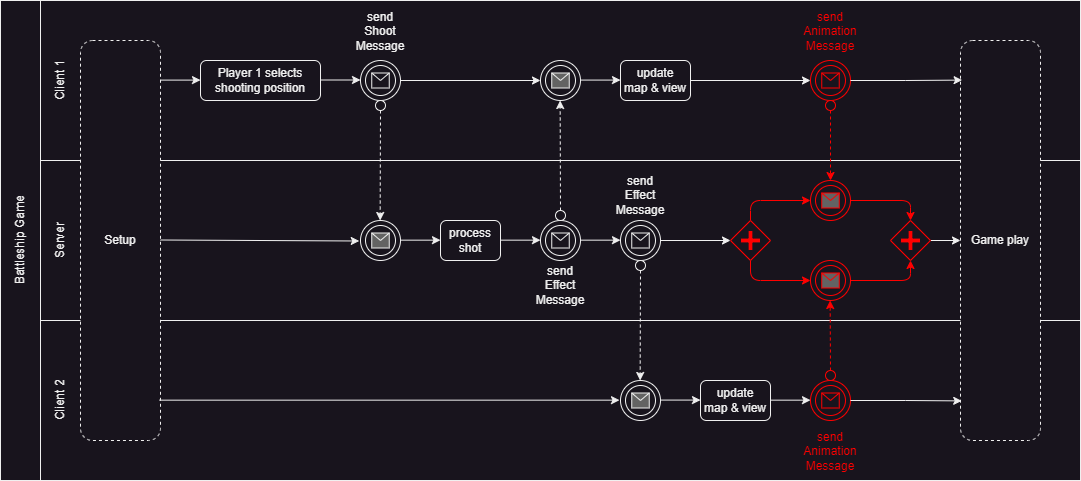 Battleship Game
Client 1
Server
Client 2
Setup
Player 1 selects
shooting position
send
Shoot
Message
update
map & view
send
Animation
Message
process
shot
send
Effect
Message
send
Effect
Message
Game play
update
map & view
send
Animation
Message